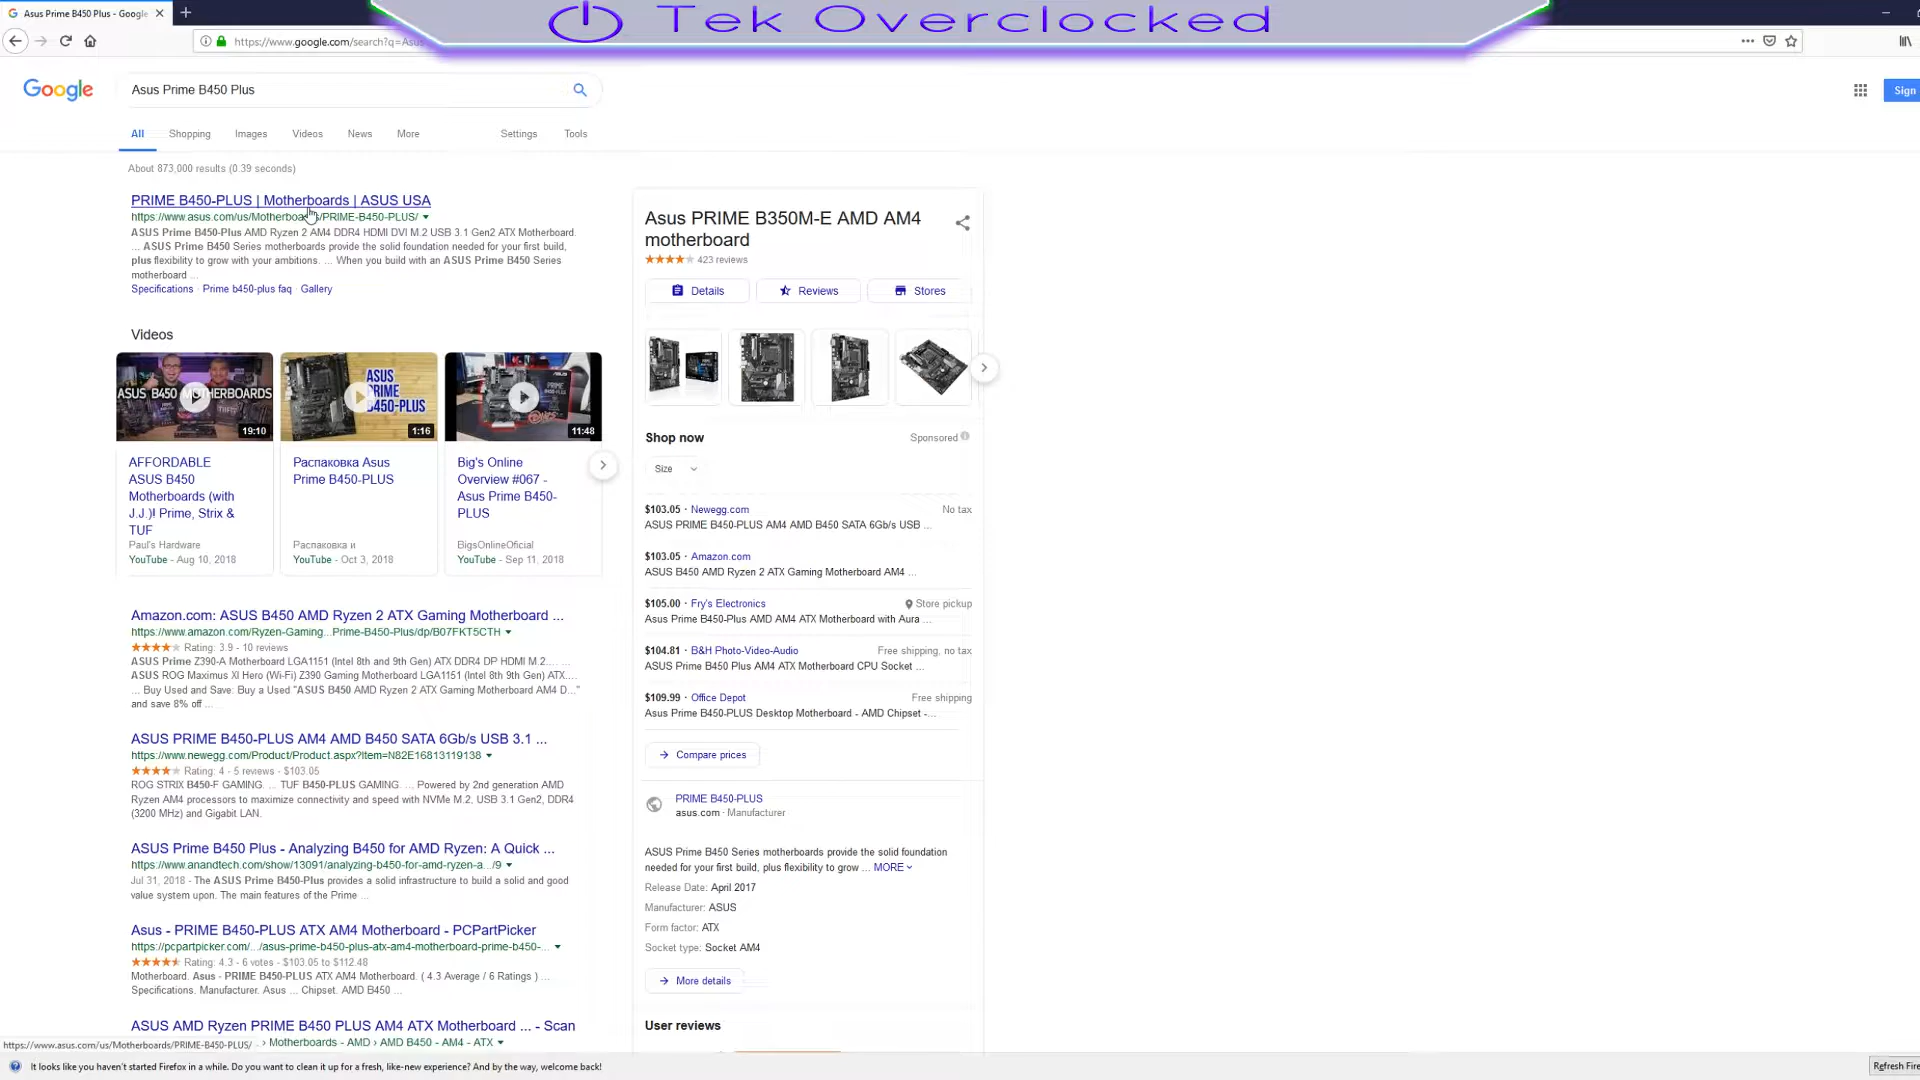 Asus Prime B450 Plus - Google
Tek Overclocked
https://www.google.com/search?q=Asu
Google
Asus Prime B450 Plus
Sign
All Shopping Images Videos News More Settings Tools
About 873,000 results (0.39 seconds)
PRIME B450-PLUS | Motherboards | ASUS USA
https://www.asus.com/us/Motherboards/PRIME-B450-PLUS/
ASUS Prime B450-Plus AMD Ryzen 2 AM4 DDR4 HDMI DVI M.2 USB 3.1 Gen2 ATX Motherboard.
... ASUS Prime B450 Series motherboards provide the solid foundation needed for your first build,
plus flexibility to grow with your ambitions. ... When you build with an ASUS Prime B450 Series
motherboard ...
Specifications · Prime b450-plus faq · Gallery
Videos
ASUS B450 MOTHERBOARDS
19:10
ASUS
PRIME
B450-PLUS
1:16
11:48
AFFORDABLE
ASUS B450
Motherboards (with
J.J.)! Prime, Strix &
TUF
Paul's Hardware
YouTube - Aug 10, 2018
Распаковка Asus
Prime B450-PLUS
Распаковка и
YouTube - Oct 3, 2018
Big's Online
Overview #067 -
Asus Prime B450-
PLUS
BigsOnlineOficial
YouTube - Sep 11, 2018
Amazon.com: ASUS B450 AMD Ryzen 2 ATX Gaming Motherboard ...
https://www.amazon.com/Ryzen-Gaming...Prime-B450-Plus/dp/B07FKT5CTH
Rating: 3.9 - 10 reviews
ASUS Prime Z390-A Motherboard LGA1151 (Intel 8th and 9th Gen) ATX DDR4 DP HDMI M.2.... ...
ASUS ROG Maximus XI Hero (Wi-Fi) Z390 Gaming Motherboard LGA1151 (Intel 8th 9th Gen) ATX....
... Buy Used and Save: Buy a Used "ASUS B450 AMD Ryzen 2 ATX Gaming Motherboard AM4 D..."
and save 8% off ...
ASUS PRIME B450-PLUS AM4 AMD B450 SATA 6Gb/s USB 3.1 ...
https://www.newegg.com/Product/Product.aspx?Item=N82E16813119138
Rating: 4 - 5 reviews - $103.05
ROG STRIX B450-F GAMING. ... TUF B450-PLUS GAMING. ... Powered by 2nd generation AMD
Ryzen AM4 processors to maximize connectivity and speed with NVMe M.2, USB 3.1 Gen2, DDR4
(3200 MHz) and Gigabit LAN.
ASUS Prime B450 Plus - Analyzing B450 for AMD Ryzen: A Quick ...
https://www.anandtech.com/show/13091/analyzing-b450-for-amd-ryzen-a.../9
Jul 31, 2018 - The ASUS Prime B450-Plus provides a solid infrastructure to build a solid and good
value system upon. The main features of the Prime ...
Asus - PRIME B450-PLUS ATX AM4 Motherboard - PCPartPicker
https://pcpartpicker.com/.../asus-prime-b450-plus-atx-am4-motherboard-prime-b450-...
Rating: 4.3 - 6 votes - $103.05 to $112.48
Motherboard. Asus - PRIME B450-PLUS ATX AM4 Motherboard. ( 4.3 Average / 6 Ratings ) ...
Specifications. Manufacturer. Asus ... Chipset. AMD B450 ...
ASUS AMD Ryzen PRIME B450 PLUS AM4 ATX Motherboard ... - Scan
https://www.asus.com/us/Motherboards/PRIME-B450-PLUS/ › Motherboards - AMD › AMD B450 - AM4 - ATX
Asus PRIME B350M-E AMD AM4
motherboard
423 reviews
Details Reviews Stores
Shop now Sponsored
Size
$103.05 · Newegg.com No tax
ASUS PRIME B450-PLUS AM4 AMD B450 SATA 6Gb/s USB ...
$103.05 · Amazon.com
ASUS B450 AMD Ryzen 2 ATX Gaming Motherboard AM4 ...
$105.00 · Fry's Electronics Store pickup
Asus Prime B450-Plus AMD AM4 ATX Motherboard with Aura ...
$104.81 · B&H Photo-Video-Audio Free shipping, no tax
ASUS Prime B450 Plus AM4 ATX Motherboard CPU Socket ...
$109.99 · Office Depot Free shipping
Asus Prime B450-PLUS Desktop Motherboard - AMD Chipset -...
Compare prices
PRIME B450-PLUS
asus.com · Manufacturer
ASUS Prime B450 Series motherboards provide the solid foundation
needed for your first build, plus flexibility to grow ... MORE
Release Date: April 2017
Manufacturer: ASUS
Form factor: ATX
Socket type: Socket AM4
More details
User reviews
It looks like you haven't started Firefox in a while. Do you want to clean it up for a fresh, like-new experience? And by the way, welcome back!
Refresh Fire